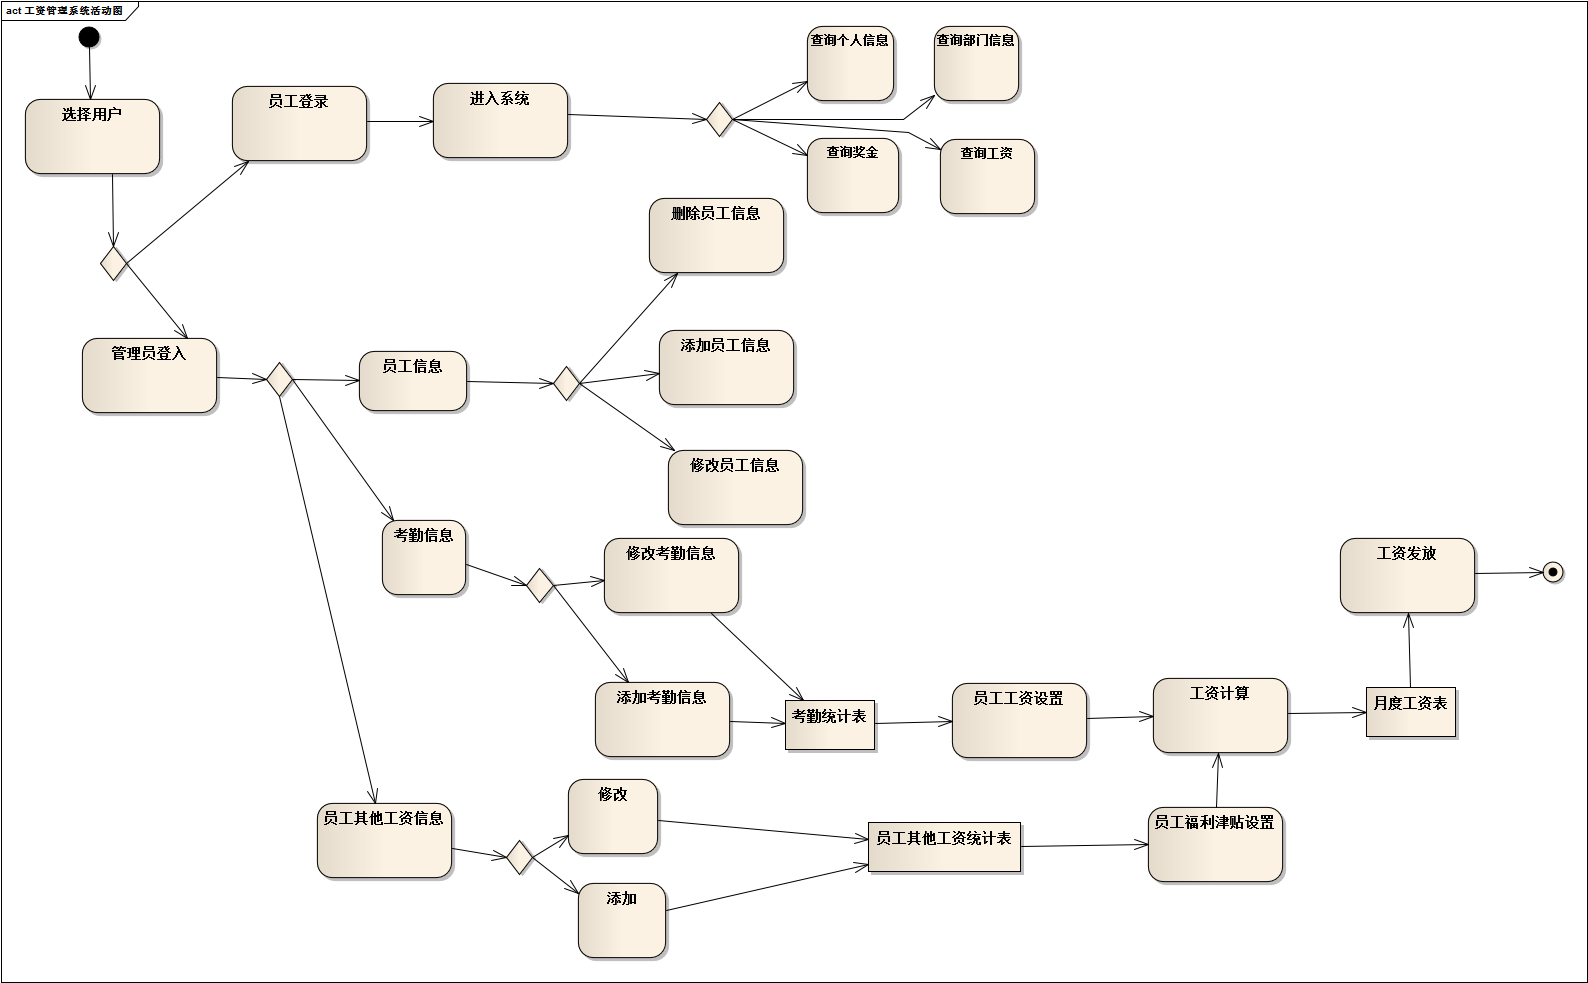 act 工资管理系统活动图
查询个人信息
查询部门信息
选择用户
员工登录
进入系统
查询奖金
查询工资
删除员工信息
管理员登入
员工信息
添加员工信息
修改员工信息
考勤信息
修改考勤信息
工资发放
添加考勤信息
考勤统计表
员工工资设置
工资计算
月度工资表
员工其他工资信息
修改
员工其他工资统计表
员工福利津贴设置
添加